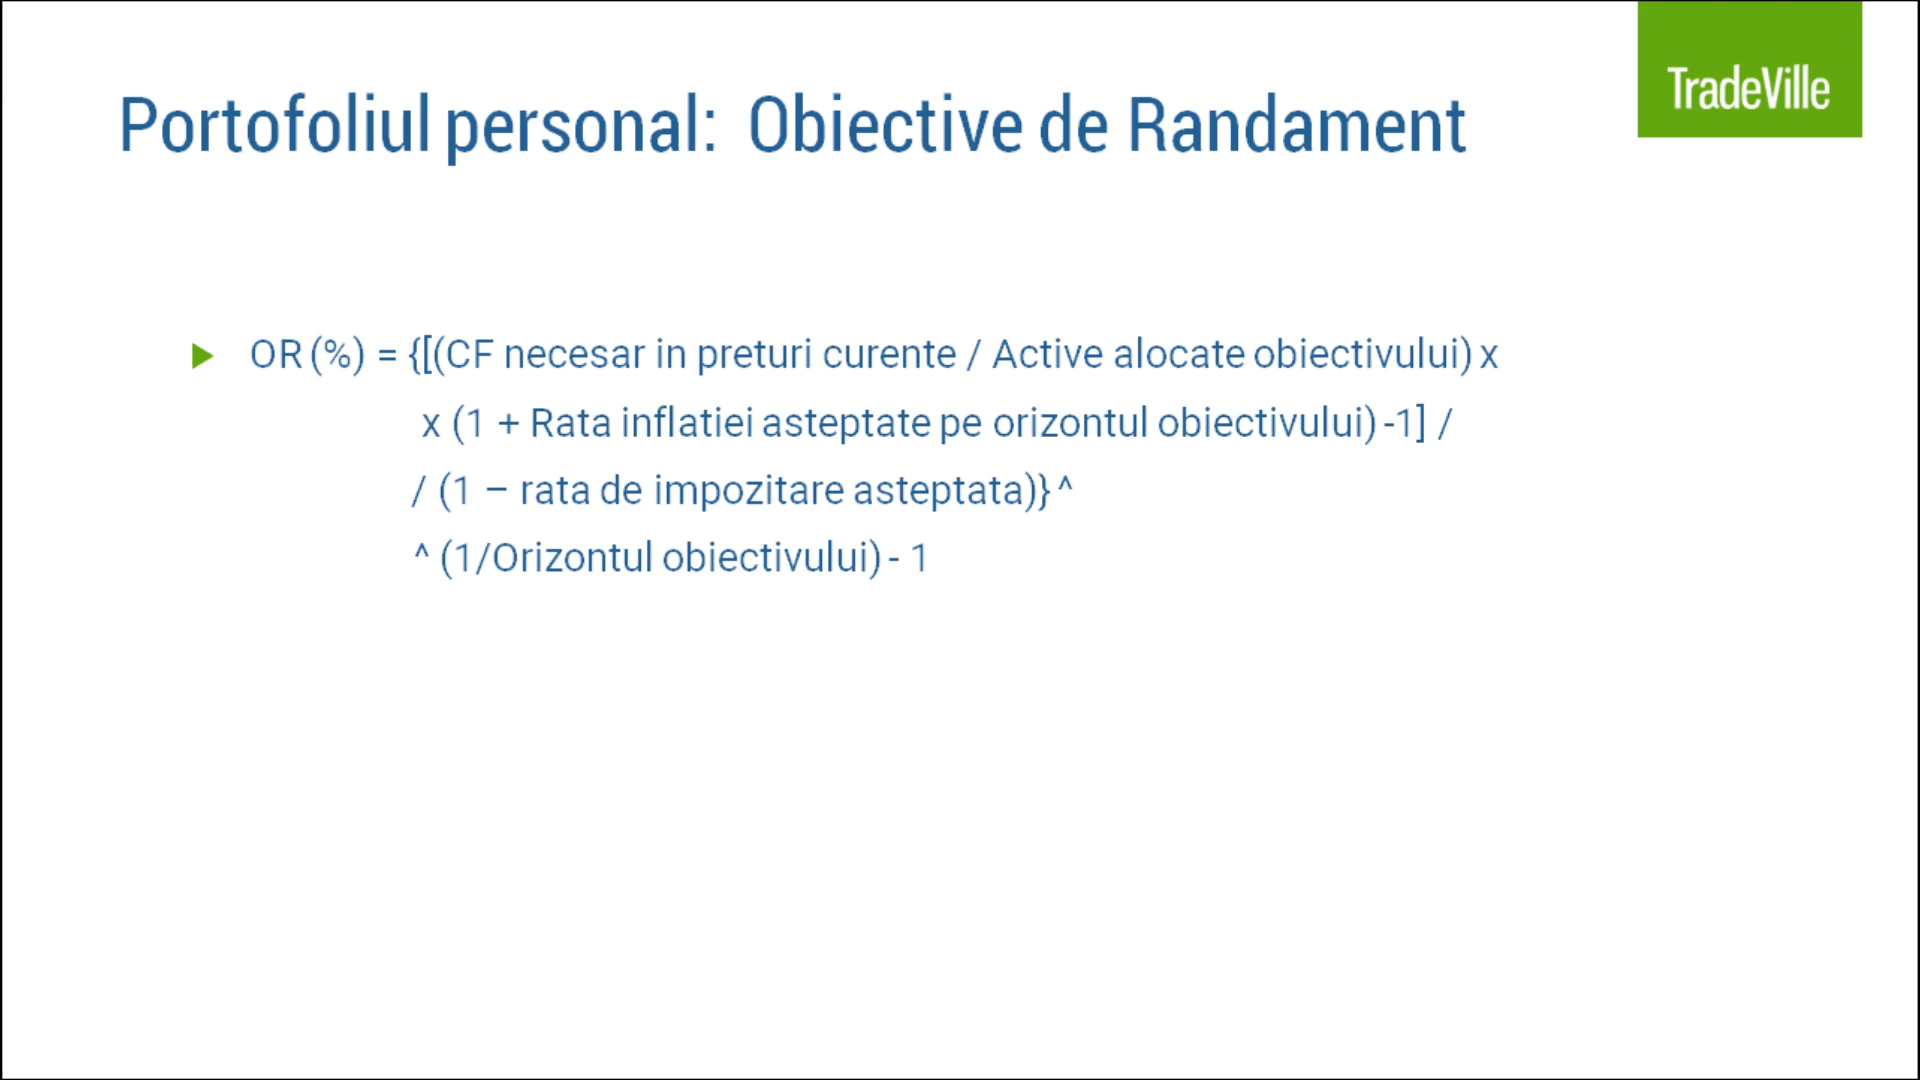 TradeVille
Portofoliul personal: Obiective de Randament
OR (%) = {[(CF necesar in preturi curente / Active alocate obiectivului) x
x (1 + Rata inflatiei asteptate pe orizontul obiectivului) -1] /
/ (1 – rata de impozitare asteptata)} ^
^ (1/Orizontul obiectivului) - 1